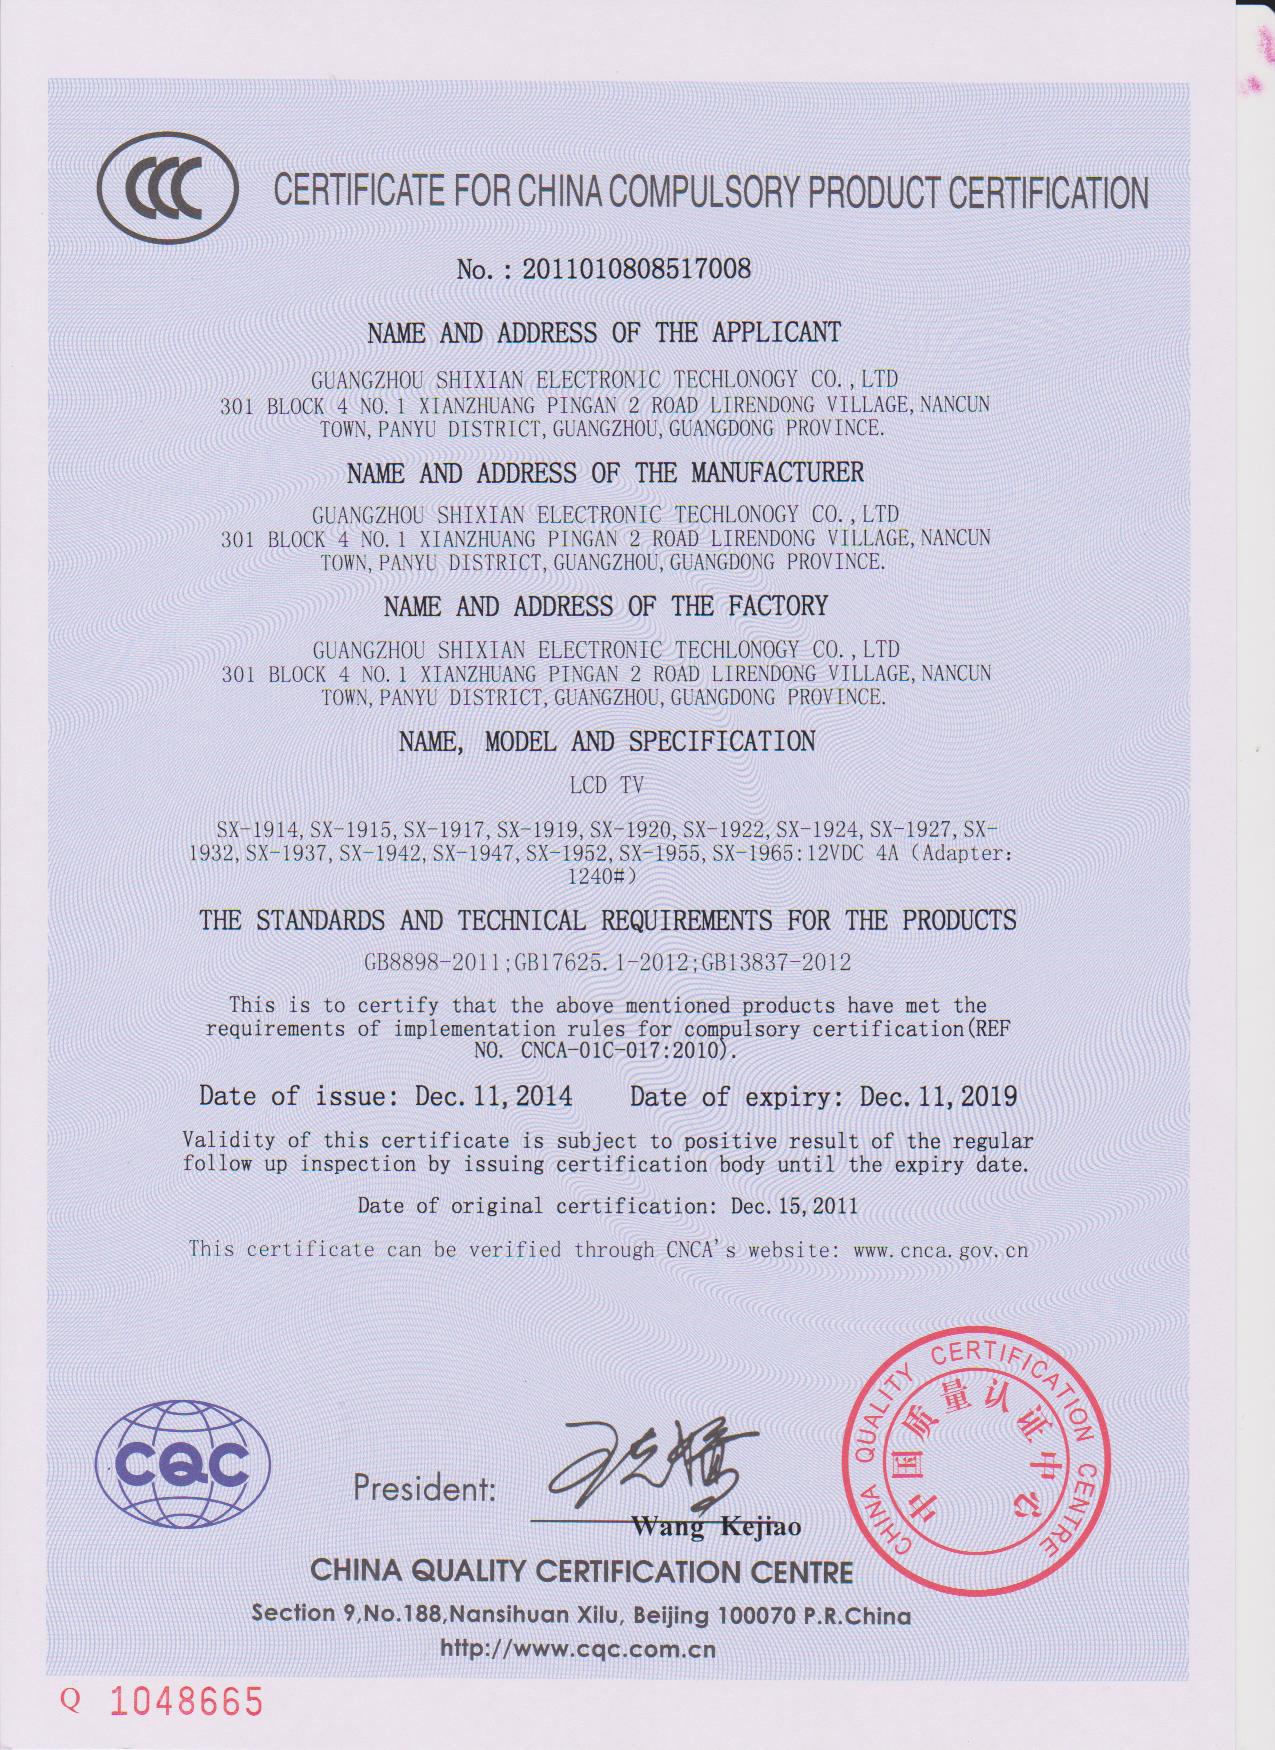 CERTIFICATE FOR CHINA COMPULSORY PRODUCT CERTIFICATION
No.: 2011010808517008
NAME AND ADDRESS OF THE APPLICANT
GUANGZHOU SHIXIAN ELECTRONIC TECHLONOGY CO.,LTD
301 BLOCK 4 NO.1 XIANZHUANG PINGAN 2 ROAD LIRENDONG VILLAGE,NANCUN
TOWN,PANYU DISTRICT,GUANGZHOU,GUANGDONG PROVINCE.
NAME AND ADDRESS OF THE MANUFACTURER
GUANGZHOU SHIXIAN ELECTRONIC TECHLONOGY CO.,LTD
301 BLOCK 4 NO.1 XIANZHUANG PINGAN 2 ROAD LIRENDONG VILLAGE,NANCUN
TOWN,PANYU DISTRICT,GUANGZHOU,GUANGDONG PROVINCE.
NAME AND ADDRESS OF THE FACTORY
GUANGZHOU SHIXIAN ELECTRONIC TECHLONOGY CO.,LTD
301 BLOCK 4 NO.1 XIANZHUANG PINGAN 2 ROAD LIRENDONG VILLAGE,NANCUN
TOWN,PANYU DISTRICT,GUANGZHOU,GUANGDONG PROVINCE.
NAME, MODEL AND SPECIFICATION
LCD TV
SX-1914,SX-1915,SX-1917,SX-1919,SX-1920,SX-1922,SX-1924,SX-1927,SX-
1932,SX-1937,SX-1942,SX-1947,SX-1952,SX-1955,SX-1965:12VDC 4A (Adapter:
1240#)
THE STANDARDS AND TECHNICAL REQUIREMENTS FOR THE PRODUCTS
GB8898-2011;GB17625.1-2012;GB13837-2012
This is to certify that the above mentioned products have met the
requirements of implementation rules for compulsory certification(REF
NO. CNCA-01C-017:2010).
Date of issue: Dec.11,2014 Date of expiry: Dec.11,2019
Validity of this certificate is subject to positive result of the regular
follow up inspection by issuing certification body until the expiry date.
Date of original certification: Dec.15,2011
This certificate can be verified through CNCA's website: www.cnca.gov.cn
CHINA QUALITY CERTIFICATION CENTRE
中国质量认证中心
CQC
President:
Wang Kejiao
CHINA QUALITY CERTIFICATION CENTRE
Section 9,No.188,Nansihuan Xilu, Beijing 100070 P.R.China
http://www.cqc.com.cn
Q 1048665